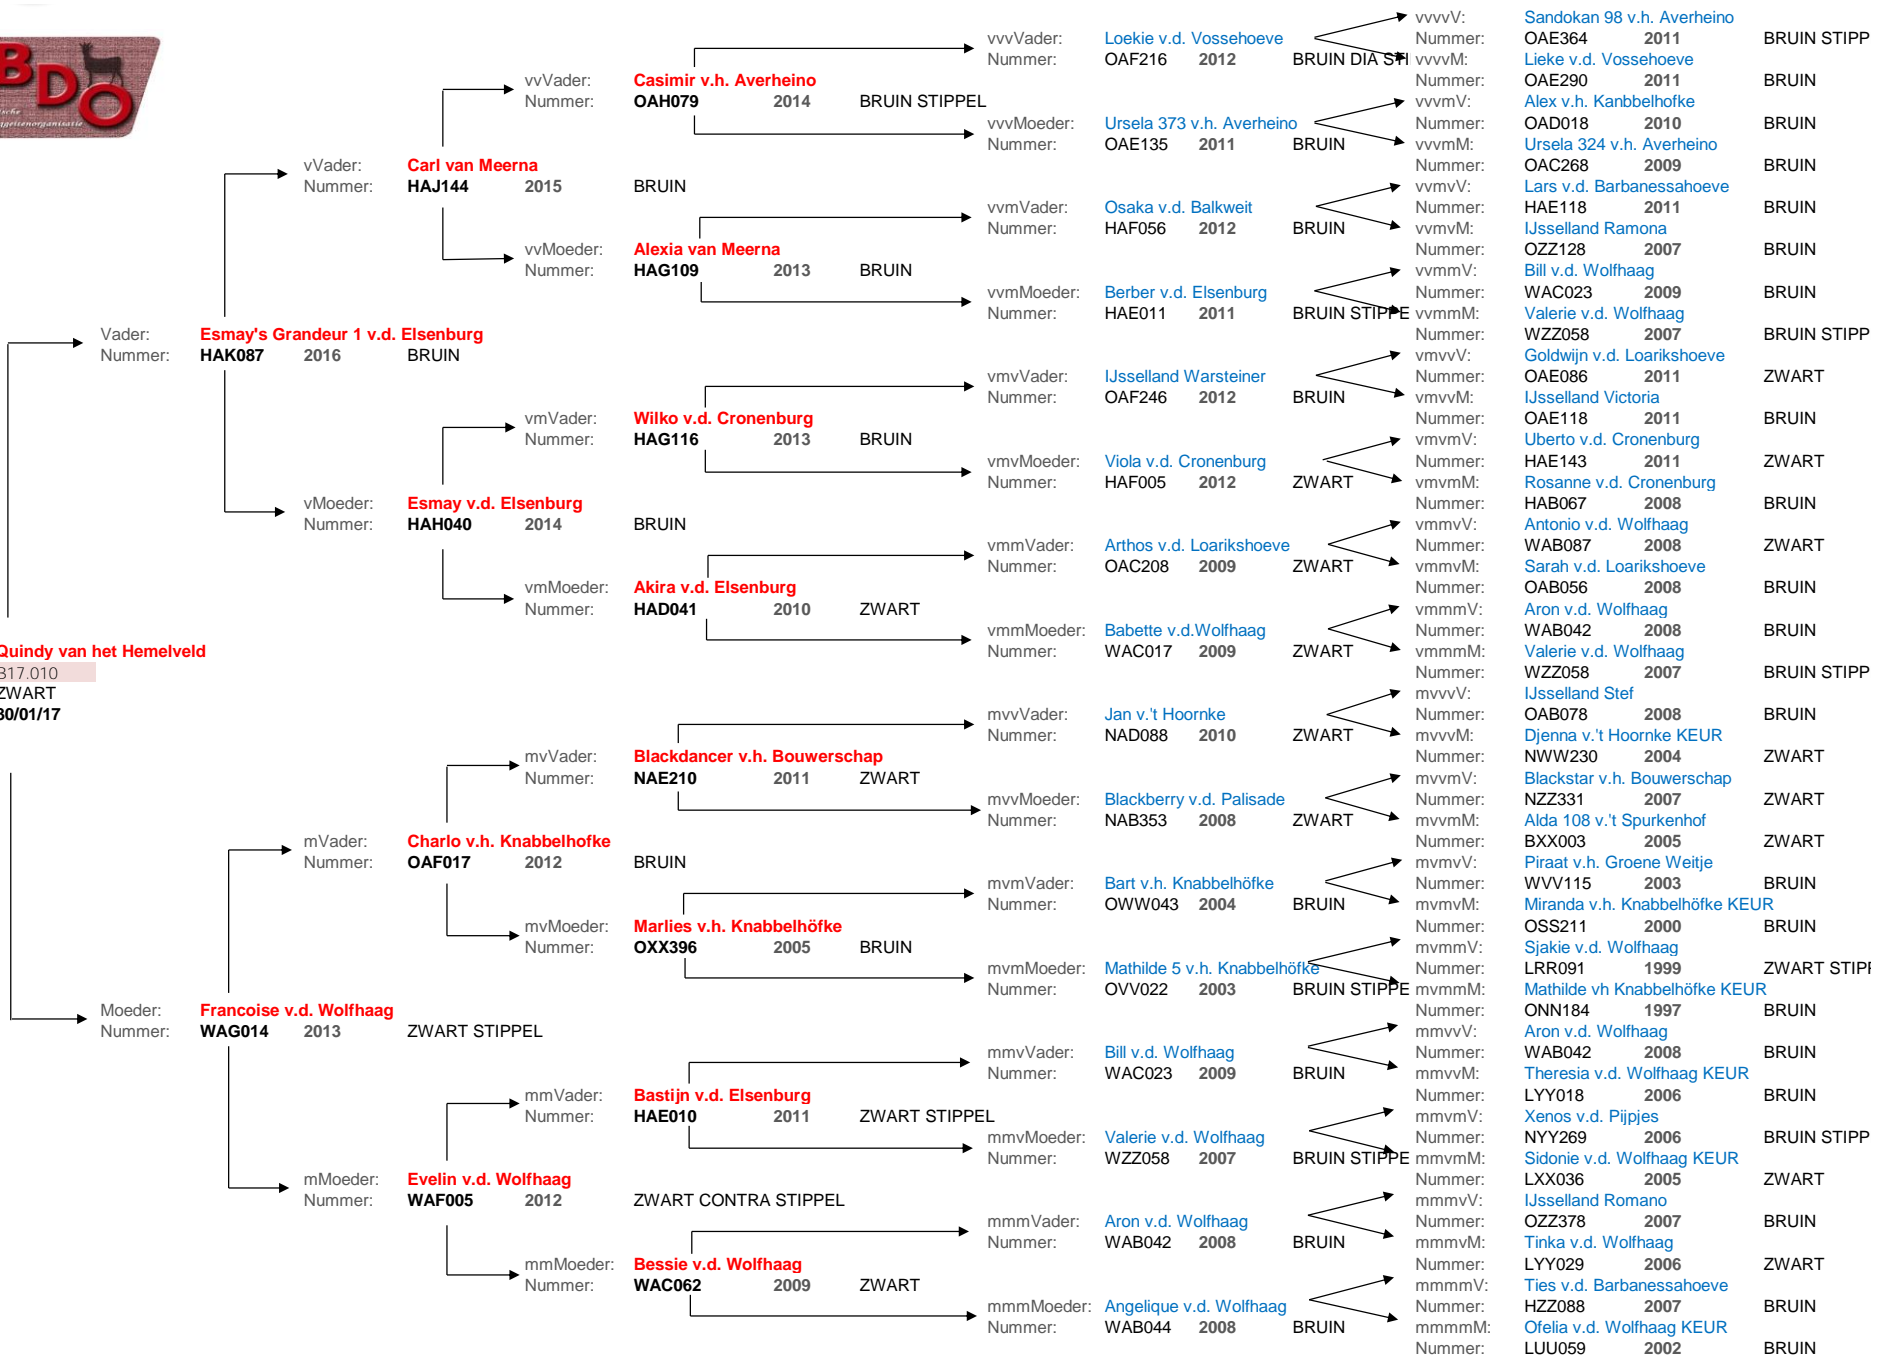 BDO
Quindy van het Hemelveld
B17.010
ZWART
30/01/17
Vader: Esmay's Grandeur 1 v.d. Elsenburg
Nummer: HAK087 2016 BRUIN
Moeder: Francoise v.d. Wolfhaag
Nummer: WAG014 2013 ZWART STIPPEL
vVader: Carl van Meerna
Nummer: HAJ144 2015 BRUIN
vMoeder: Esmay v.d. Elsenburg
Nummer: HAH040 2014 BRUIN
mVader: Charlo v.h. Knabbelhofke
Nummer: OAF017 2012 BRUIN
mMoeder: Evelin v.d. Wolfhaag
Nummer: WAF005 2012 ZWART CONTRA STIPPEL
vvVader: Casimir v.h. Averheino
Nummer: OAH079 2014 BRUIN STIPPEL
vvMoeder: Alexia van Meerna
Nummer: HAG109 2013 BRUIN
vmVader: Wilko v.d. Cronenburg
Nummer: HAG116 2013 BRUIN
vmMoeder: Akira v.d. Elsenburg
Nummer: HAD041 2010 ZWART
mvVader: Blackdancer v.h. Bouwerschap
Nummer: NAE210 2011 ZWART
mvMoeder: Marlies v.h. Knabbelhöfke
Nummer: OXX396 2005 BRUIN
mmVader: Bastijn v.d. Elsenburg
Nummer: HAE010 2011 ZWART STIPPEL
mmMoeder: Bessie v.d. Wolfhaag
Nummer: WAC062 2009 ZWART
vvvVader: Loekie v.d. Vossehoeve
Nummer: OAF216 2012 BRUIN DIA STI
vvvMoeder: Ursela 373 v.h. Averheino
Nummer: OAE135 2011 BRUIN
vvmVader: Osaka v.d. Balkweit
Nummer: HAF056 2012 BRUIN
vvmMoeder: Berber v.d. Elsenburg
Nummer: HAE011 2011 BRUIN STIPPE
vmvVader: IJsselland Warsteiner
Nummer: OAF246 2012 BRUIN
vmvMoeder: Viola v.d. Cronenburg
Nummer: HAF005 2012 ZWART
vmmVader: Arthos v.d. Loarikshoeve
Nummer: OAC208 2009 ZWART
vmmMoeder: Babette v.d.Wolfhaag
Nummer: WAC017 2009 ZWART
mvvVader: Jan v.'t Hoornke
Nummer: NAD088 2010 ZWART
mvvMoeder: Blackberry v.d. Palisade
Nummer: NAB353 2008 ZWART
mvmVader: Bart v.h. Knabbelhöfke
Nummer: OWW043 2004 BRUIN
mvmMoeder: Mathilde 5 v.h. Knabbelhöfke
Nummer: OVV022 2003 BRUIN STIPPE
mmvVader: Bill v.d. Wolfhaag
Nummer: WAC023 2009 BRUIN
mmvMoeder: Valerie v.d. Wolfhaag
Nummer: WZZ058 2007 BRUIN STIPPE
mmmVader: Aron v.d. Wolfhaag
Nummer: WAB042 2008 BRUIN
mmmMoeder: Angelique v.d. Wolfhaag
Nummer: WAB044 2008 BRUIN
vvvvV: Sandokan 98 v.h. Averheino
Nummer: OAE364 2011 BRUIN STIPP
vvvvM: Lieke v.d. Vossehoeve
Nummer: OAE290 2011 BRUIN
vvvmV: Alex v.h. Kanbbelhofke
Nummer: OAD018 2010 BRUIN
vvvmM: Ursela 324 v.h. Averheino
Nummer: OAC268 2009 BRUIN
vvmvV: Lars v.d. Barbanessahoeve
Nummer: HAE118 2011 BRUIN
vvmvM: IJsselland Ramona
Nummer: OZZ128 2007 BRUIN
vvmmV: Bill v.d. Wolfhaag
Nummer: WAC023 2009 BRUIN
vvmmM: Valerie v.d. Wolfhaag
Nummer: WZZ058 2007 BRUIN STIPP
vmvvV: Goldwijn v.d. Loarikshoeve
Nummer: OAE086 2011 ZWART
vmvvM: IJsselland Victoria
Nummer: OAE118 2011 BRUIN
vmvmV: Uberto v.d. Cronenburg
Nummer: HAE143 2011 ZWART
vmvmM: Rosanne v.d. Cronenburg
Nummer: HAB067 2008 BRUIN
vmmvV: Antonio v.d. Wolfhaag
Nummer: WAB087 2008 ZWART
vmmvM: Sarah v.d. Loarikshoeve
Nummer: OAB056 2008 BRUIN
vmmmV: Aron v.d. Wolfhaag
Nummer: WAB042 2008 BRUIN
vmmmM: Valerie v.d. Wolfhaag
Nummer: WZZ058 2007 BRUIN STIPP
mvvvV: IJsselland Stef
Nummer: OAB078 2008 BRUIN
mvvvM: Djenna v.'t Hoornke KEUR
Nummer: NWW230 2004 ZWART
mvvmV: Blackstar v.h. Bouwerschap
Nummer: NZZ331 2007 ZWART
mvvmM: Alda 108 v.'t Spurkenhof
Nummer: BXX003 2005 ZWART
mvmvV: Piraat v.h. Groene Weitje
Nummer: WVV115 2003 BRUIN
mvmvM: Miranda v.h. Knabbelhöfke KEUR
Nummer: OSS211 2000 BRUIN
mvmmV: Sjakie v.d. Wolfhaag
Nummer: LRR091 1999 ZWART STIP
mvmmM: Mathilde vh Knabbelhöfke KEUR
Nummer: ONN184 1997 BRUIN
mmvvV: Aron v.d. Wolfhaag
Nummer: WAB042 2008 BRUIN
mmvvM: Theresia v.d. Wolfhaag KEUR
Nummer: LYY018 2006 BRUIN
mmvmV: Xenos v.d. Pijpjes
Nummer: NYY269 2006 BRUIN STIPP
mmvmM: Sidonie v.d. Wolfhaag KEUR
Nummer: LXX036 2005 ZWART
mmmvV: IJsselland Romano
Nummer: OZZ378 2007 BRUIN
mmmvM: Tinka v.d. Wolfhaag
Nummer: LYY029 2006 ZWART
mmmmV: Ties v.d. Barbanessahoeve
Nummer: HZZ088 2007 BRUIN
mmmmM: Ofelia v.d. Wolfhaag KEUR
Nummer: LUU059 2002 BRUIN